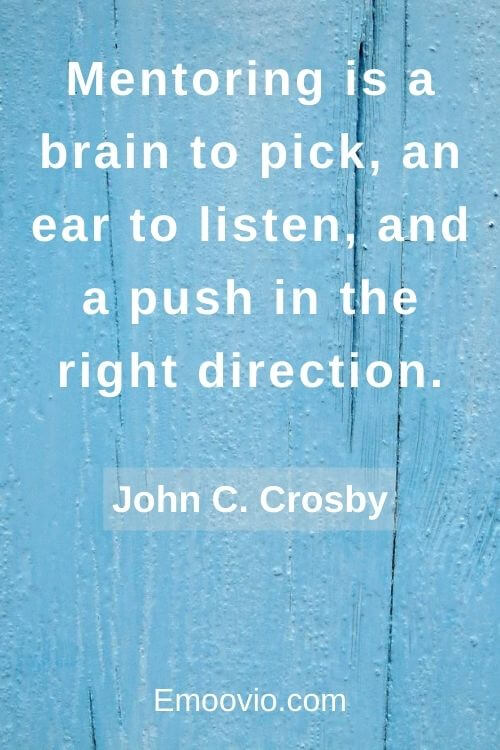 Mentoring is a
brain to pick, an
ear to listen, and
a push in the
right direction.
John C. Crosby
Emoovio.com